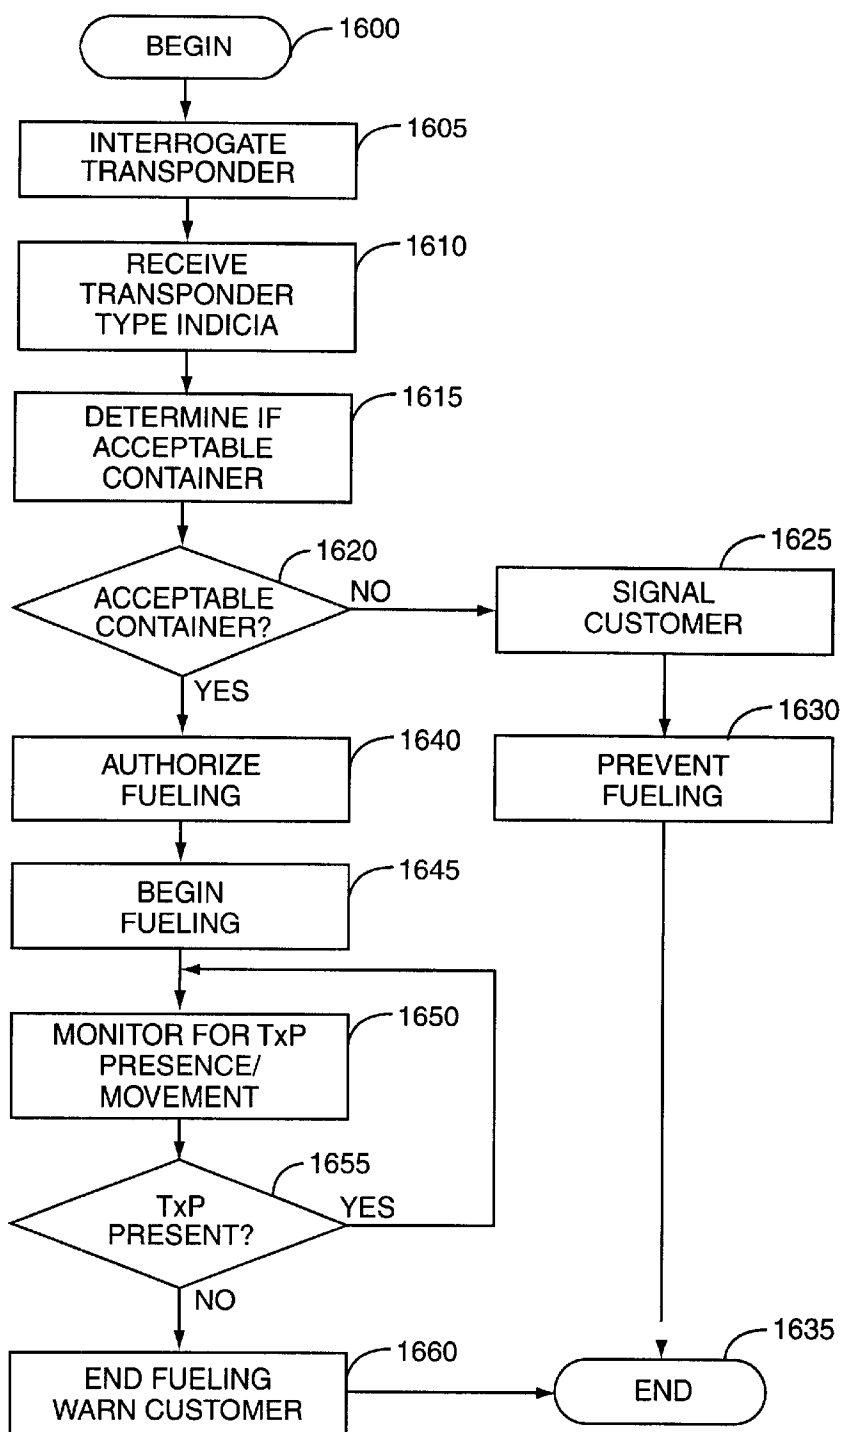 BEGIN
1600
INTERROGATE
TRANSPONDER
1605
RECEIVE
TRANSPONDER
TYPE INDICIA
1610
DETERMINE IF
ACCEPTABLE
CONTAINER
1615
ACCEPTABLE
CONTAINER?
1620
NO
YES
SIGNAL
CUSTOMER
1625
PREVENT
FUELING
1630
AUTHORIZE
FUELING
1640
BEGIN
FUELING
1645
MONITOR FOR TxP
PRESENCE/
MOVEMENT
1650
TxP
PRESENT?
1655
YES
NO
END FUELING
WARN CUSTOMER
1660
END
1635